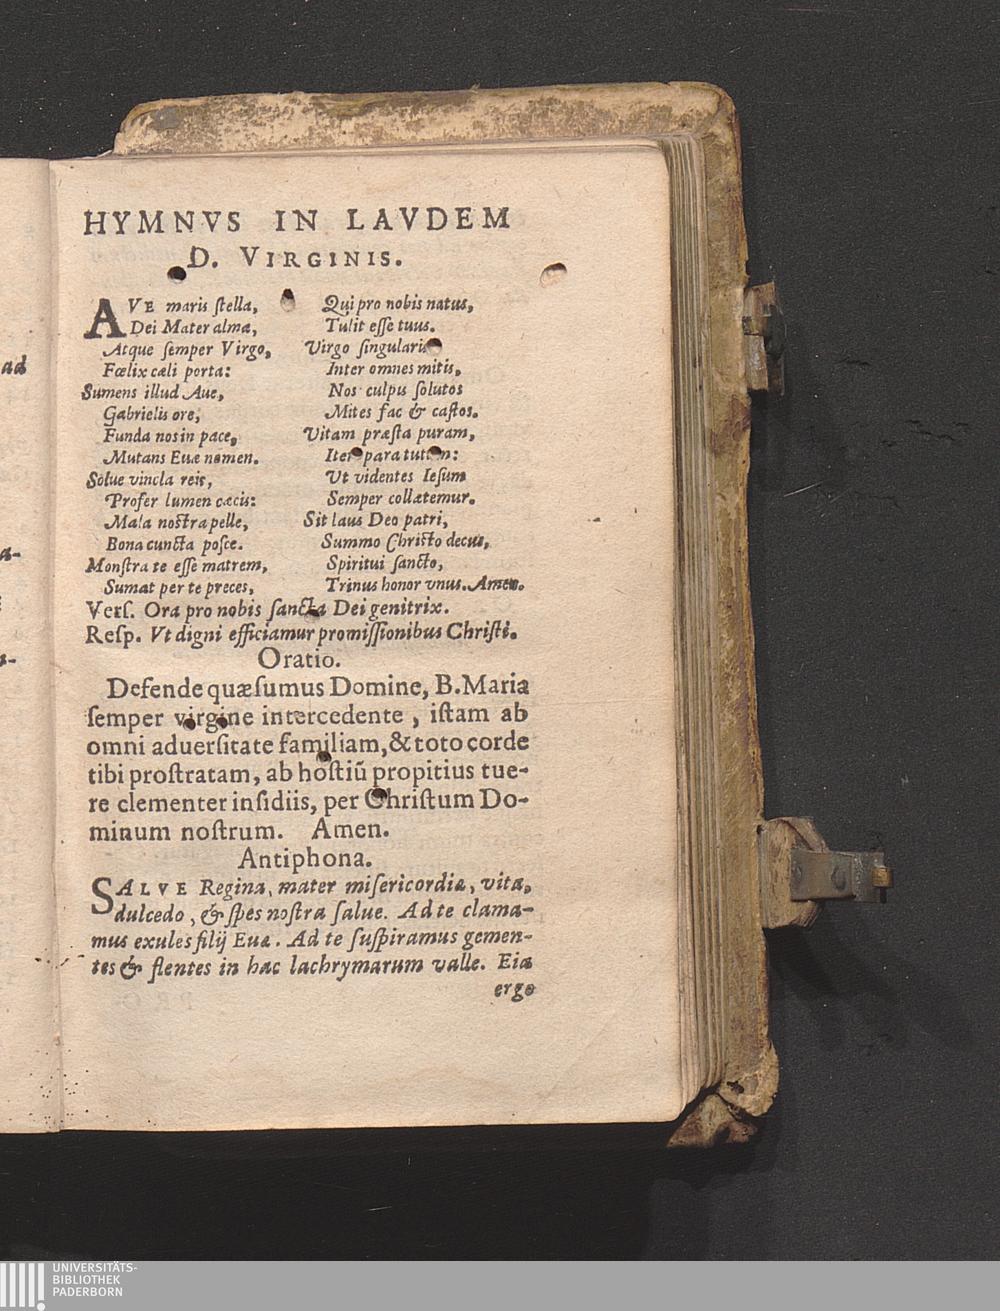 HYMNVS IN LAVDEM
D. VIRGINIS.
AVE maris ſtella,
Dei Mater alma,
Atque ſemper Virgo,
Fœlix cæli porta:
Sumens illud Aue,
Gabrielis ore,
Funda nos in pace,
Mutans Euæ nomen.
Solue vincla reis,
Profer lumen cæcis:
Mala noſtra pelle,
Bona cuncta poſce.
Monſtra te eſſe matrem,
Sumat per te preces,
Qui pro nobis natus,
Tulit eſſe tuus.
Virgo ſingularis
Inter omnes mitis,
Nos culpis ſolutos
Mites fac & caſtos.
Vitam præſta puram,
Iter para tutum:
Ut videntes Ieſum
Semper collætemur.
Sit laus Deo patri,
Summo Chriſto decus,
Spiritui ſancto,
Trinus honor vnus. Amen.
Verſ. Ora pro nobis ſancta Dei genitrix.
Reſp. Vt digni efficiamur promiſſionibus Chriſti.
Oratio.
Defende quæſumus Domine, B. Maria
ſemper virgine intercedente, iſtam ab
omni aduerſitate familiam, & toto corde
tibi proſtratam, ab hoſtiū propitius tue-
re clementer inſidiis, per Chriſtum Do-
minum noſtrum. Amen.
Antiphona.
SALVE Regina, mater miſericordiæ, vita,
dulcedo, & ſpes noſtra ſalue. Ad te clama-
mus exules filij Euæ. Ad te ſuſpiramus gemen-
tes & flentes in hac lachrymarum valle. Eia
ergo
ad
UNIVERSITÄTS-
BIBLIOTHEK
PADERBORN